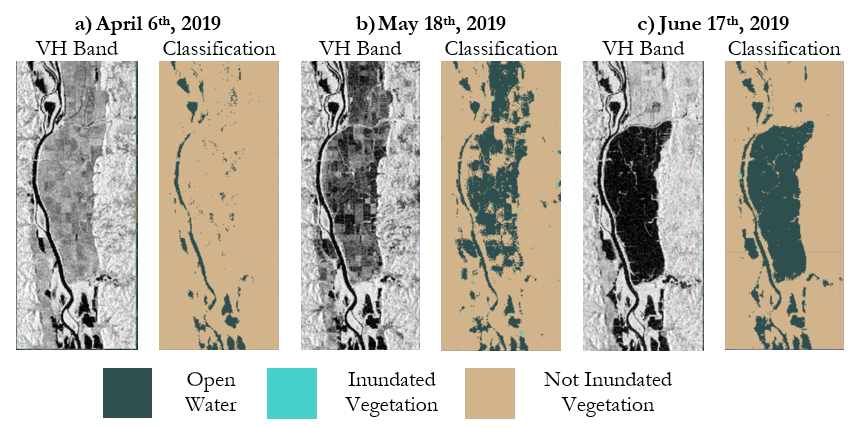 a) April 6th, 2019
b) May 18th, 2019
c) June 17th, 2019
VH Band
Classification
VH Band
Classification
VH Band
Classification
Open
Water
Inundated
Vegetation
Not Inundated
Vegetation